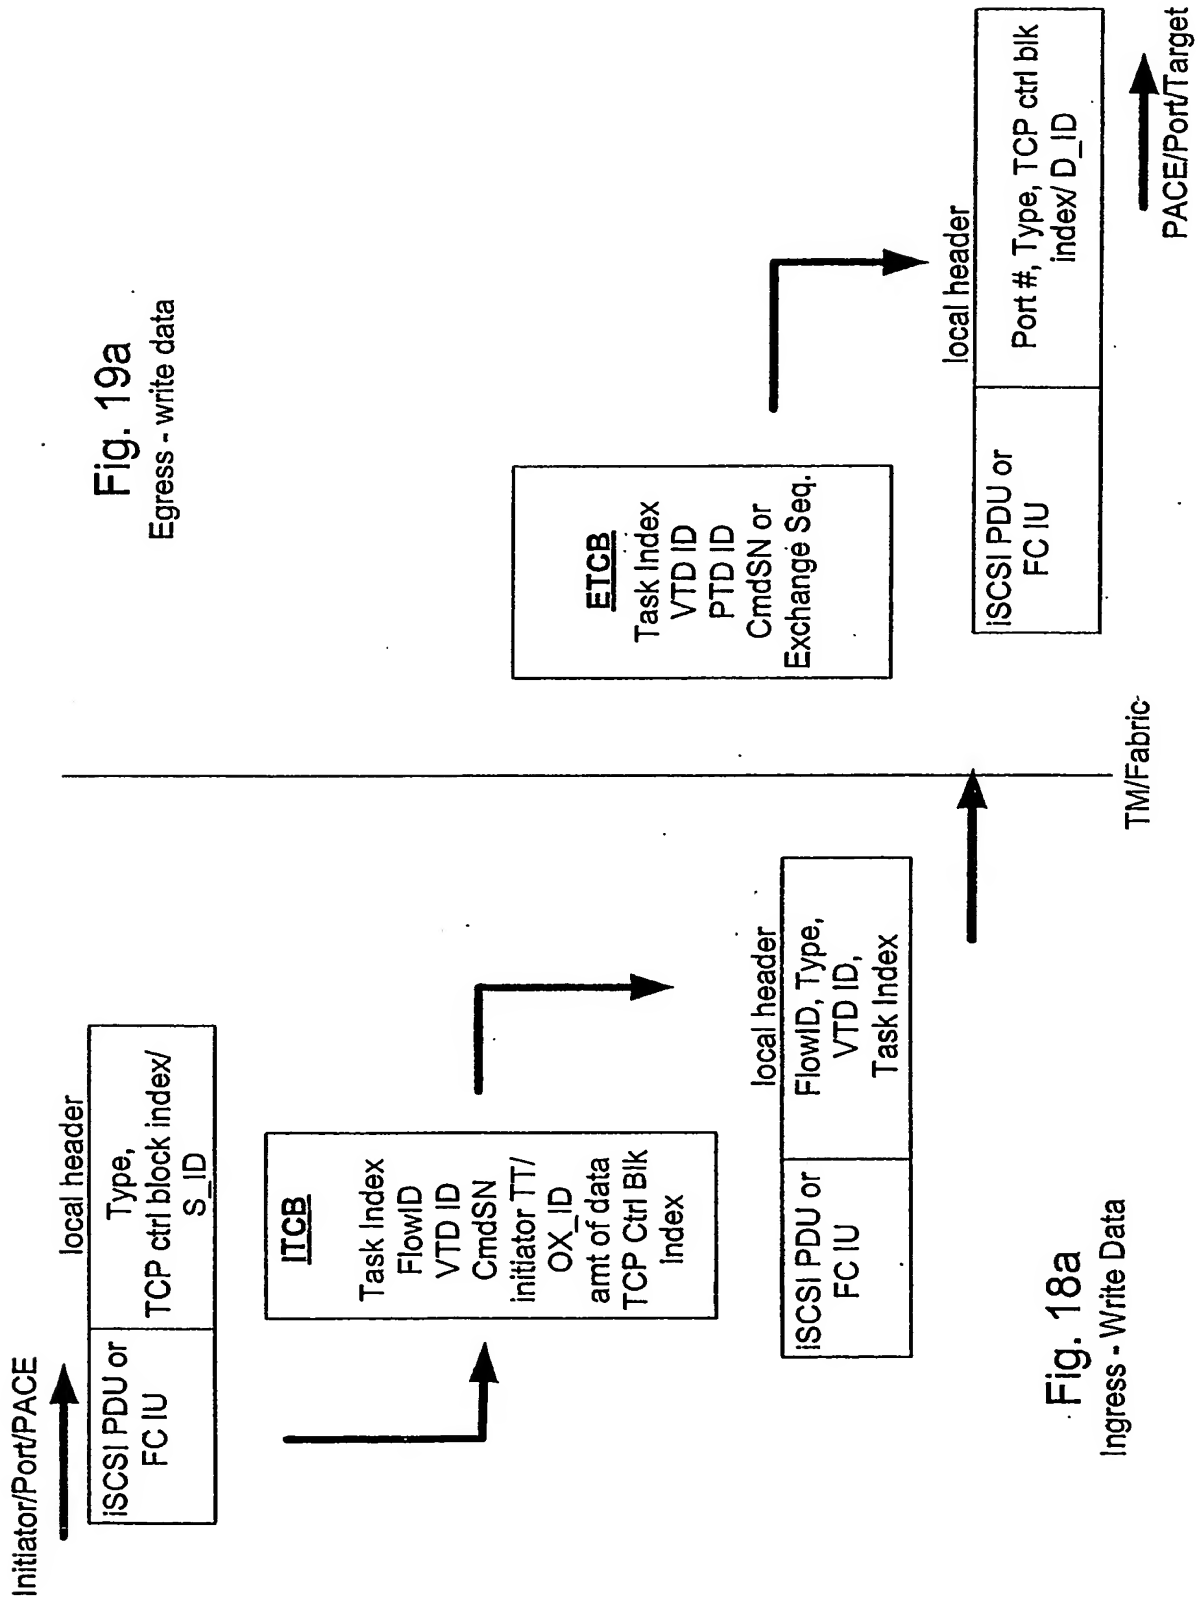 Initiator/Port/PACE
local header
iSCSI PDU or
FC IU
Type,
TCP ctrl block index/
S_ID
ITCB
Task Index
FlowID
VTD ID
CmdSN
initiator TT/
OX_ID
amt of data
TCP Ctrl Blk
Index
local header
iSCSI PDU or
FC IU
FlowID, Type,
VTD ID,
Task Index
Fig. 18a
Ingress - Write Data
TM/Fabric
Fig. 19a
Egress - write data
ETCB
Task Index
VTD ID
PTD ID
CmdSN or
Exchange Seq.
local header
iSCSI PDU or
FC IU
Port #, Type, TCP ctrl blk
index/ D_ID
PACE/Port/Target